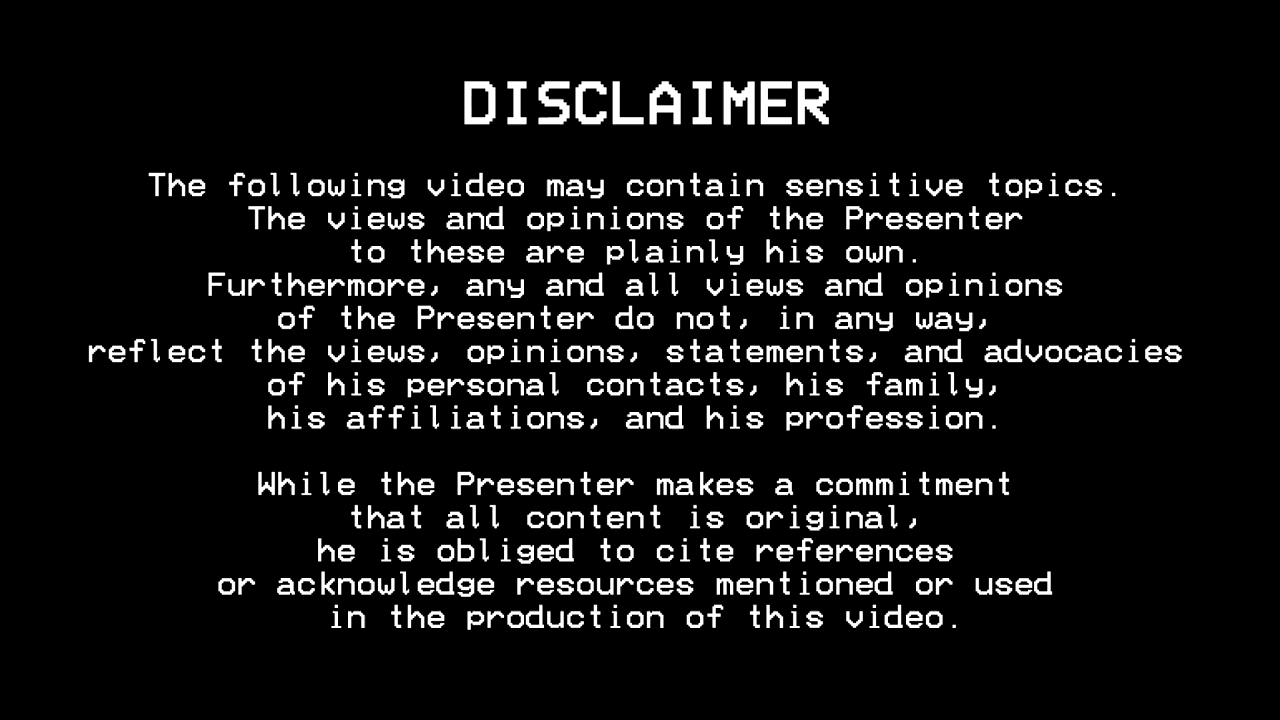 DISCLAIMER
The following video may contain sensitive topics.
The views and opinions of the Presenter
to these are plainly his own.
Furthermore, any and all views and opinions
of the Presenter do not, in any way,
reflect the views, opinions, statements, and advocacies
of his personal contacts, his family,
his affiliations, and his profession.
While the Presenter makes a commitment
that all content is original,
he is obliged to cite references
or acknowledge resources mentioned or used
in the production of this video.